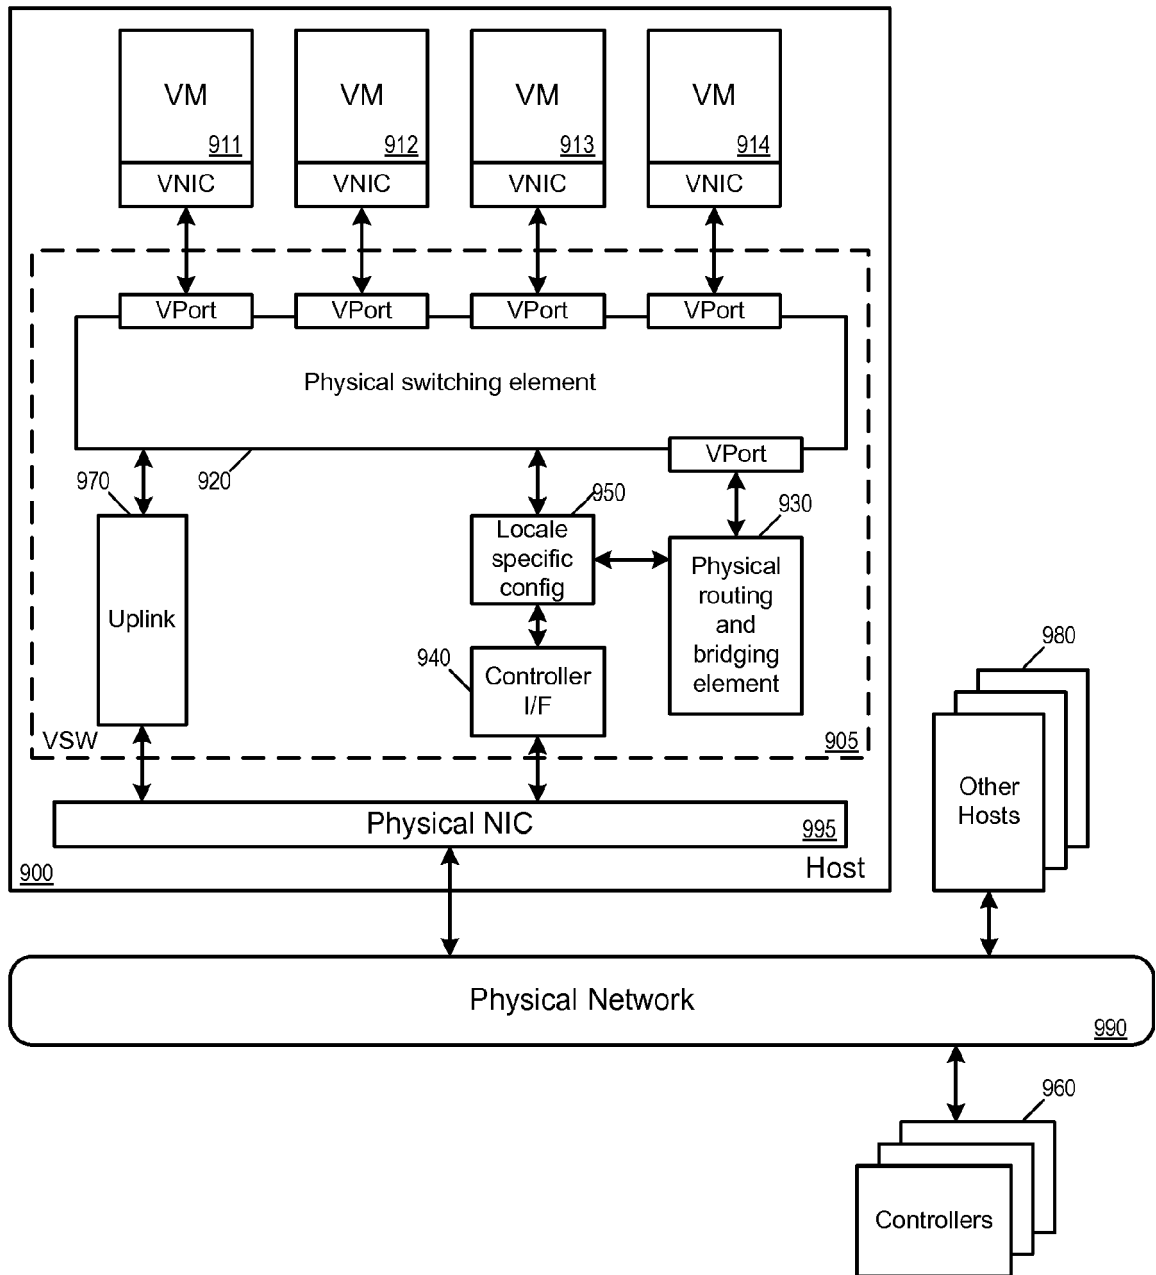 VM VM VM VM
911 912 913 914
VNIC VNIC VNIC VNIC
VPort VPort VPort VPort
Physical switching element
VPort
970
920
950
930
Locale
specific
config
Physical
routing
and
bridging
element
Uplink
940
Controller
I/F
VSW
905
980
Other
Hosts
Physical NIC
995
900
Host
Physical Network
990
960
Controllers